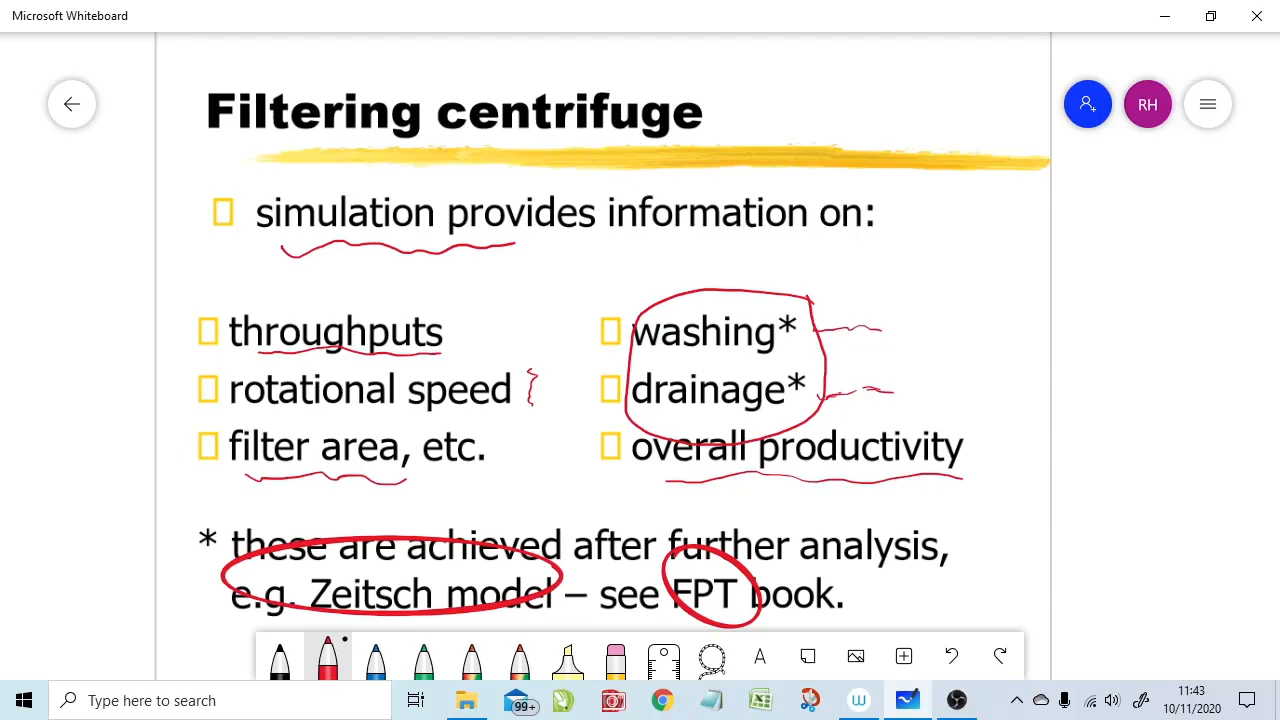 Microsoft Whiteboard
RH
Filtering centrifuge
simulation provides information on:
throughputs
rotational speed
filter area, etc.
washing*
drainage*
overall productivity
* these are achieved after further analysis,
e.g. Zeitsch model – see FPT book.
A
99+
W
Type here to search
11:43
10/11/2020